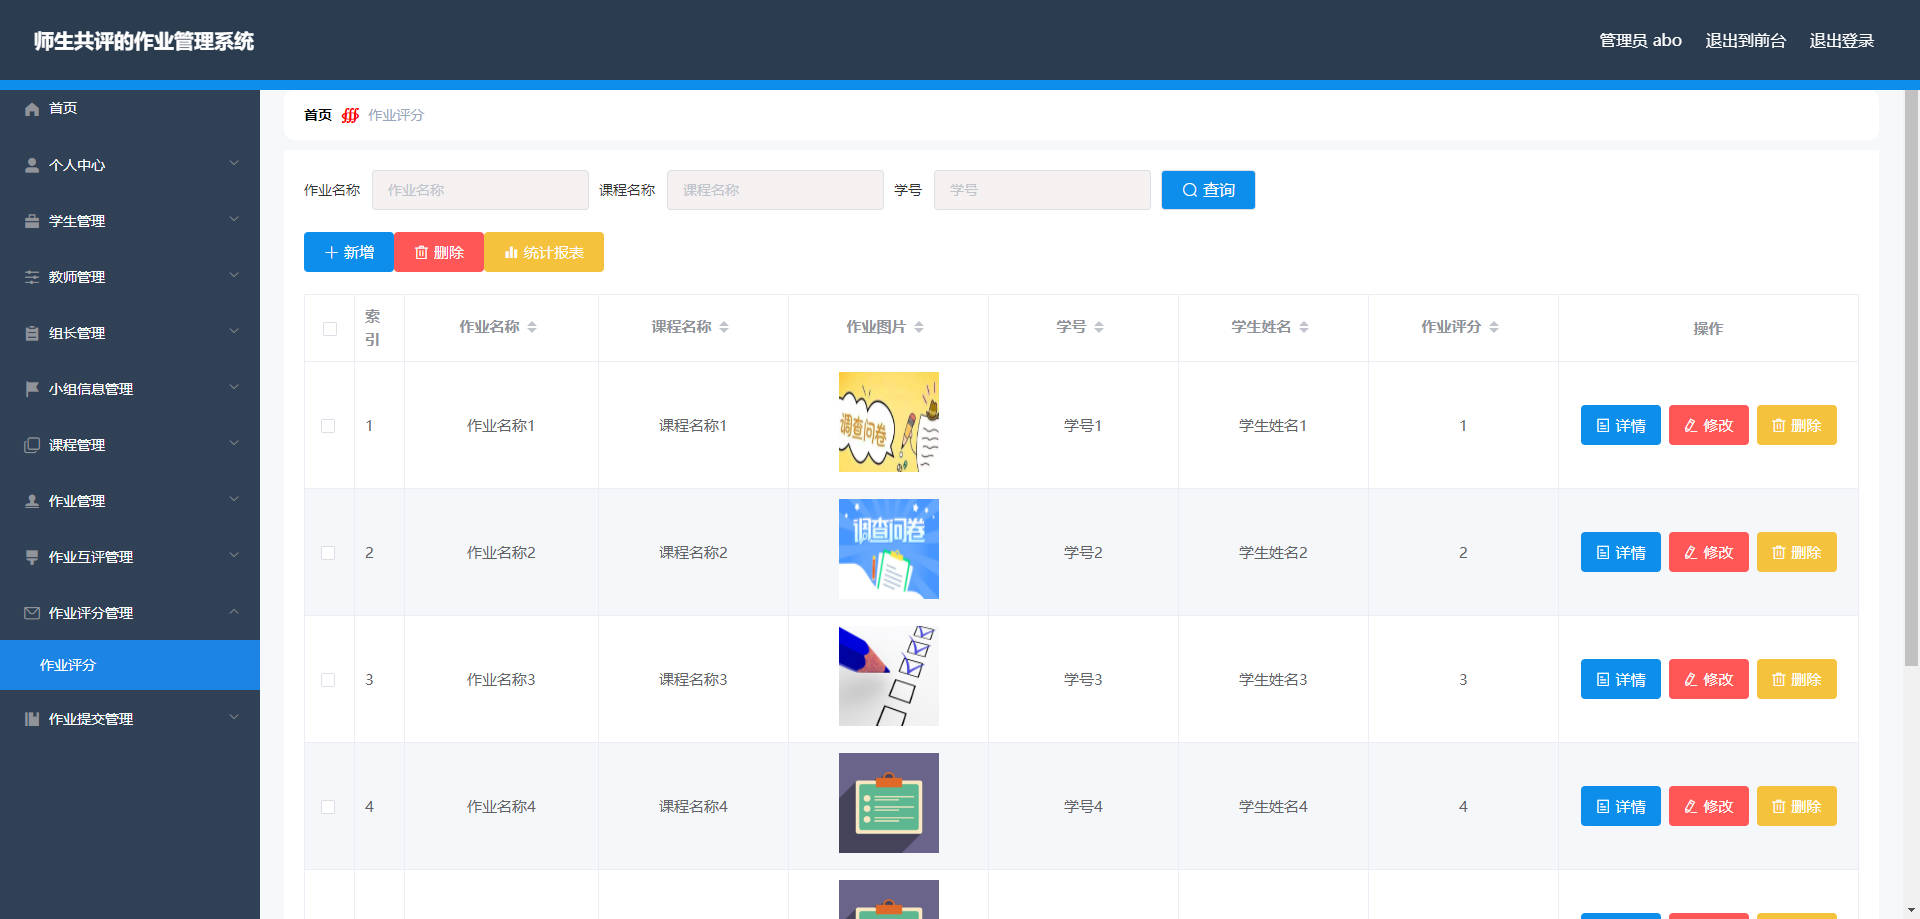 师生共评的作业管理系统
管理员 abo 退出到前台 退出登录
首页
个人中心
学生管理
教师管理
组长管理
小组信息管理
课程管理
作业管理
作业互评管理
作业评分管理
作业评分
作业提交管理
首页 作业评分
作业名称 作业名称 课程名称 课程名称 学号 学号 查询
新增 删除 统计报表
索引 作业名称 课程名称 作业图片 学号 学生姓名 作业评分 操作
1 作业名称1 课程名称1 调查问卷 学号1 学生姓名1 1 详情 修改 删除
2 作业名称2 课程名称2 调查问卷 学号2 学生姓名2 2 详情 修改 删除
3 作业名称3 课程名称3 学号3 学生姓名3 3 详情 修改 删除
4 作业名称4 课程名称4 学号4 学生姓名4 4 详情 修改 删除